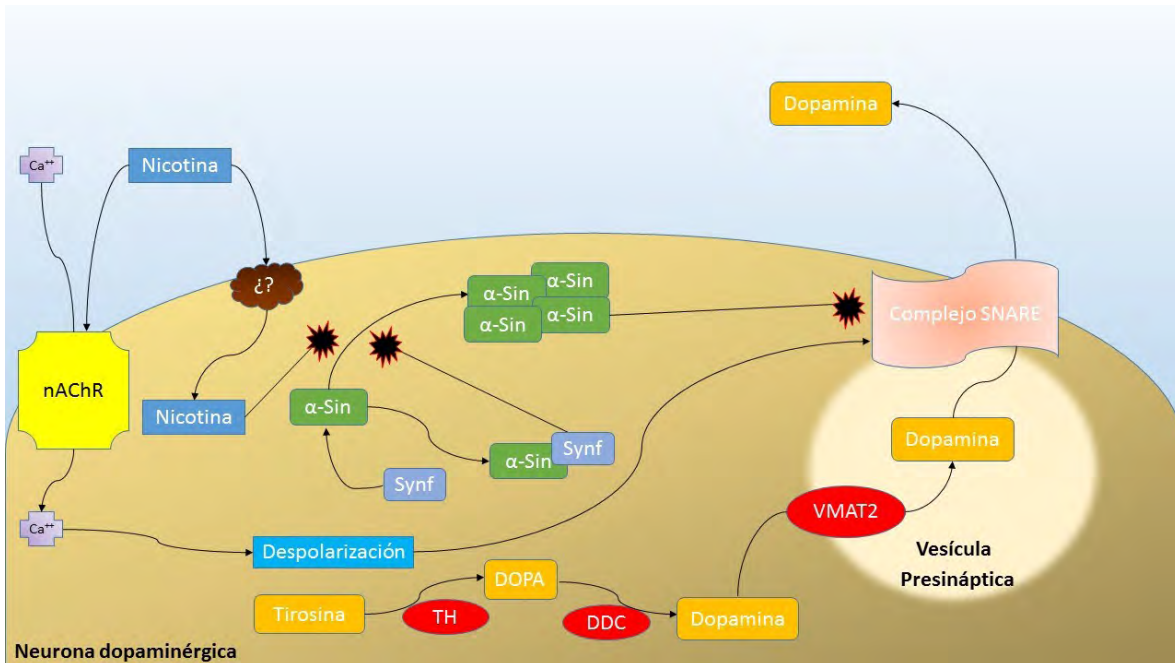 Dopamina
Ca++
Nicotina
¿?
α-Sin
α-Sin
α-Sin
α-Sin
Complejo SNARE
nAChR
Nicotina
α-Sin
Dopamina
Synf
α-Sin
Synf
VMAT2
Ca++
Despolarización
Vesícula
Presináptica
DOPA
Tirosina
TH
DDC
Dopamina
Neurona dopaminérgica